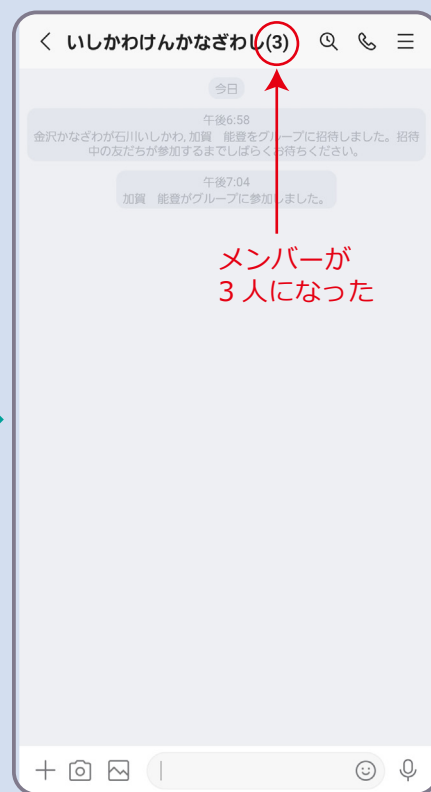 いしかわけんかなざわし(3)
今日
午後6:58
金沢かなざわが石川いしかわ, 加賀　能登をグループに招待しました。招待
中の友だちが参加するまでしばらくお待ちください。
午後7:04
加賀　能登がグループに参加しました。
メンバーが
3 人になった